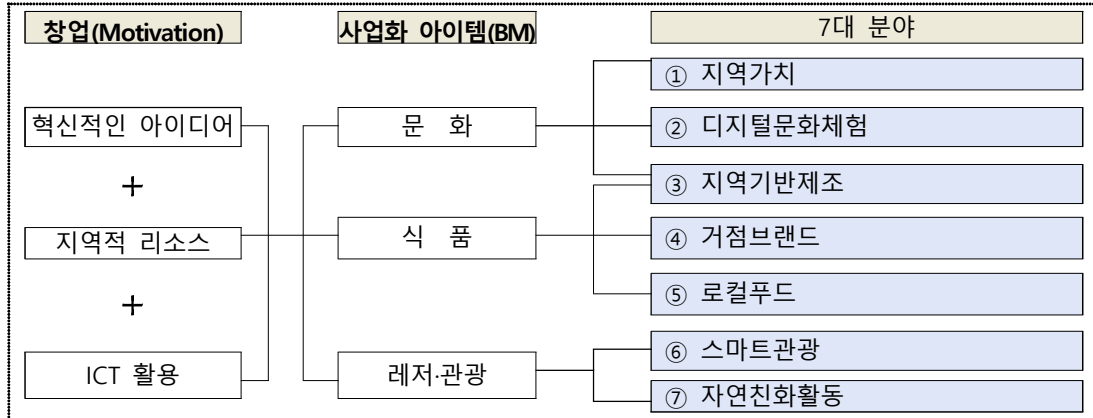 창업(Motivation)
사업화 아이템(BM)
7대 분야
혁신적인 아이디어
+
지역적 리소스
+
ICT 활용
문 화
식 품
레저·관광
① 지역가치
② 디지털문화체험
③ 지역기반제조
④ 거점브랜드
⑤ 로컬푸드
⑥ 스마트관광
⑦ 자연친화활동